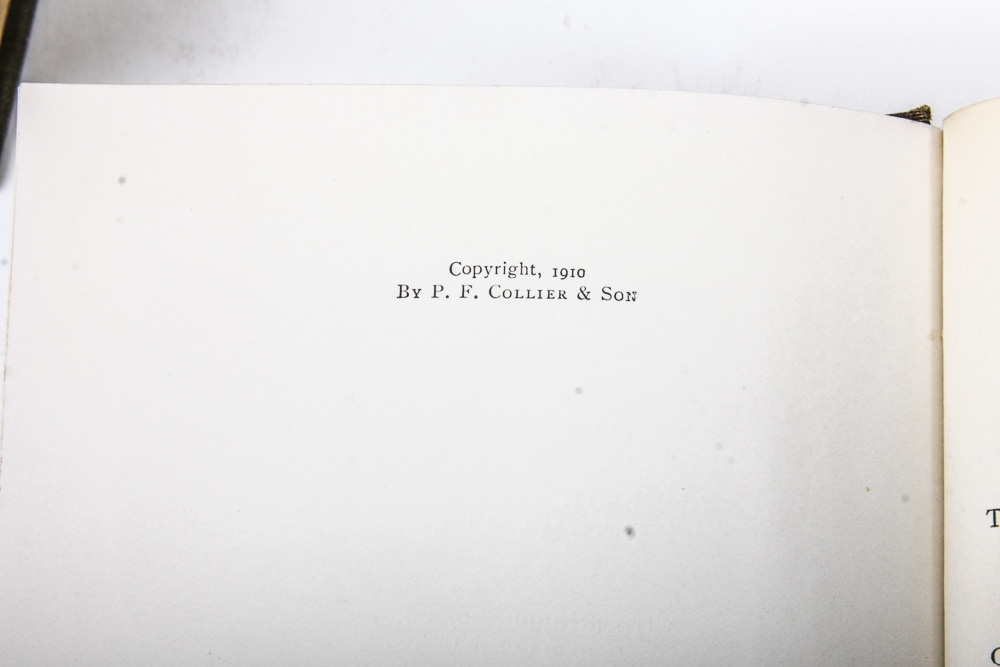 Copyright, 1910
By P. F. Collier & Son
T